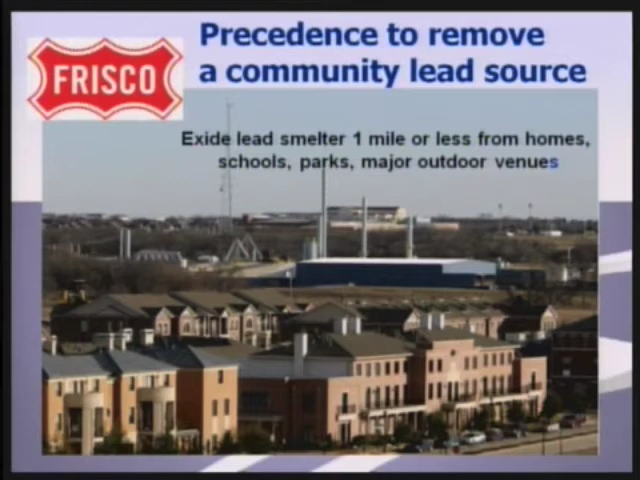 Precedence to remove
a community lead source
FRISCO
Exide lead smelter 1 mile or less from homes,
schools, parks, major outdoor venues